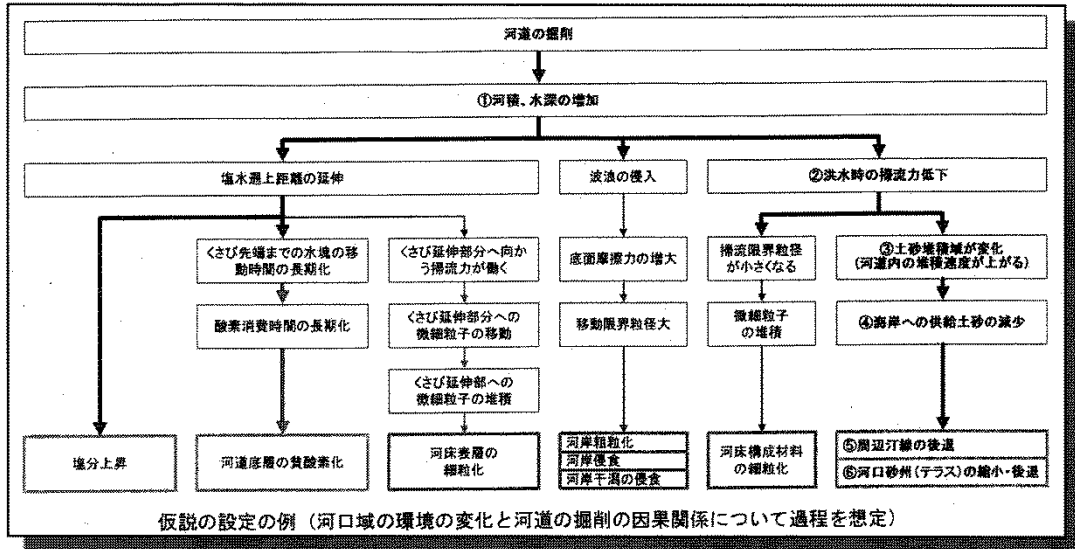 河道の掘削
①河積、水深の増加
塩水遡上距離の延伸
波浪の侵入
②洪水時の掃流力低下
くさび先端までの水塊の移
動時間の長期化
くさび延伸部分へ向か
う掃流力が働く
底面摩擦力の増大
掃流限界粒径
が小さくなる
③土砂堆積域が変化
(河道内の堆積速度が上がる)
酸素消費時間の長期化
くさび延伸部分への
微細粒子の移動
移動限界粒径大
微細粒子
の堆積
④海岸への供給土砂の減少
くさび延伸部への
微細粒子の堆積
塩分上昇
河道底層の貧酸素化
河床表層の
細粒化
河岸粗粒化
河岸侵食
河岸干潟の侵食
河床構成材料
の細粒化
⑤周辺汀線の後退
⑥河口砂州(テラス)の縮小・後退
仮説の設定の例（河口域の環境の変化と河道の掘削の因果関係について過程を想定）